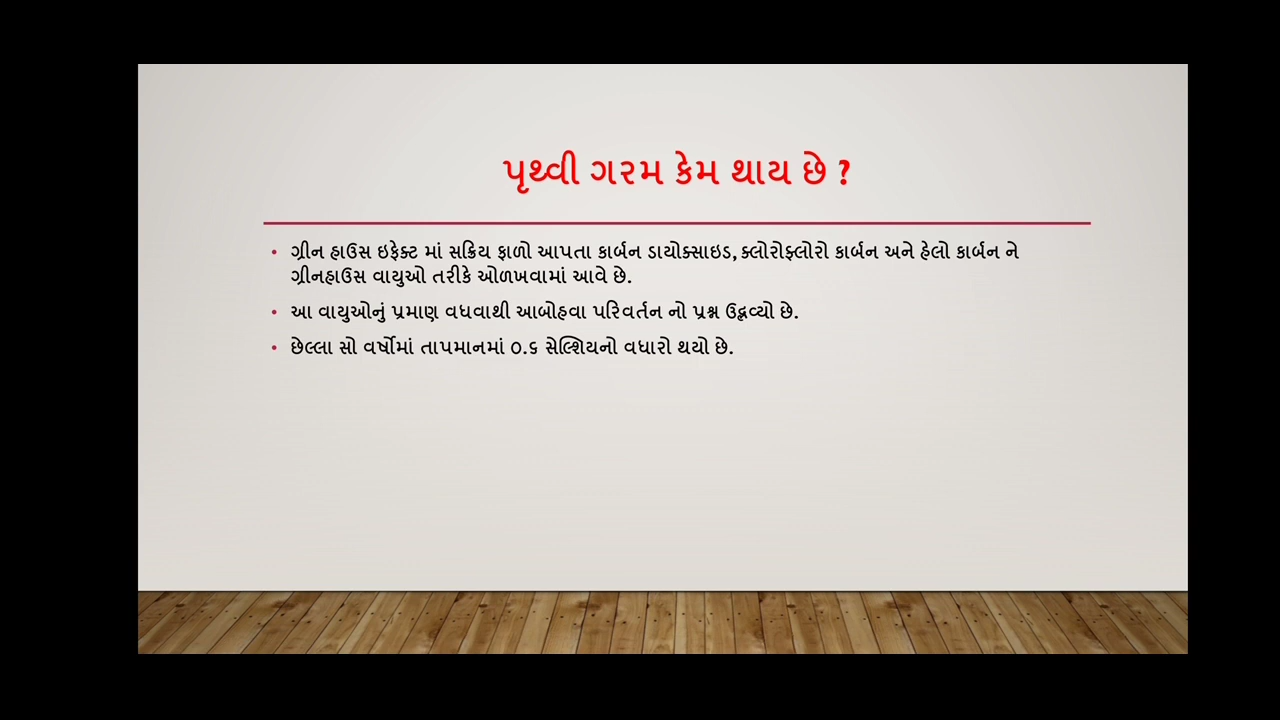 પૃથ્વી ગરમ કેમ થાય છે ?
• ગ્રીન હાઉસ ઇફેક્ટ માં સક્રિય ફાળો આપતા કાર્બન ડાયોક્સાઇડ, ક્લોરોફ્લોરો કાર્બન અને હેલો કાર્બન ને
ગ્રીનહાઉસ વાયુઓ તરીકે ઓળખવામાં આવે છે.
• આ વાયુઓનું પ્રમાણ વધવાથી આબોહવા પરિવર્તન નો પ્રશ્ન ઉદ્ભવ્યો છે.
• છેલ્લા સો વર્ષોમાં તાપમાનમાં ૦.૬ સેલ્શિયનો વધારો થયો છે.